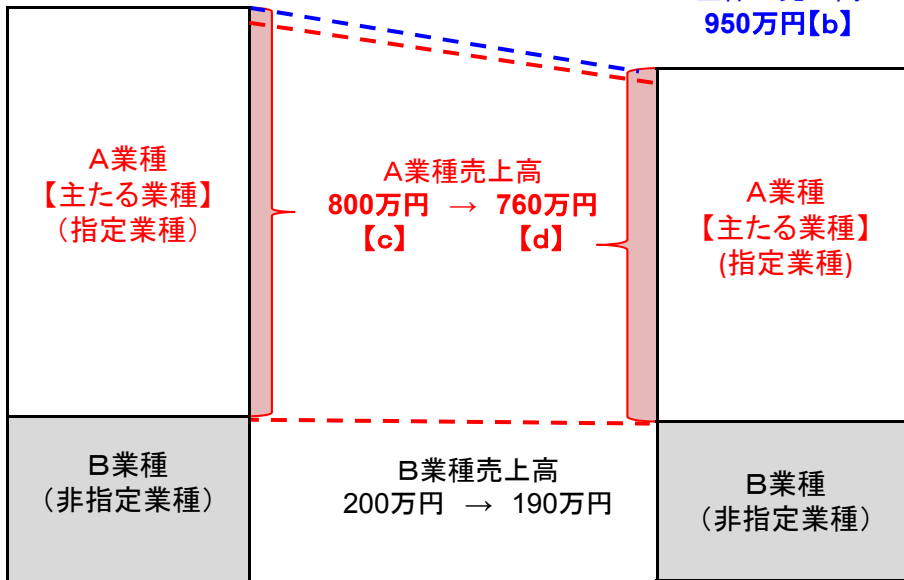 950万円【b】
A業種
【主たる業種】
（指定業種）
A業種売上高
800万円 → 760万円
【c】 【d】
A業種
【主たる業種】
(指定業種)
B業種
（非指定業種）
B業種売上高
200万円 → 190万円
B業種
（非指定業種）